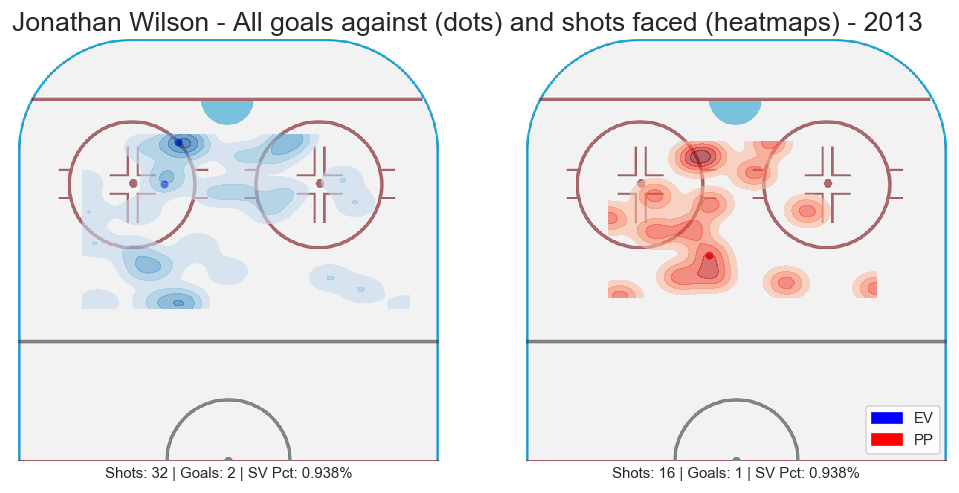 Jonathan Wilson - All goals against (dots) and shots faced (heatmaps) - 2013
EV
PP
Shots: 32 | Goals: 2 | SV Pct: 0.938%
Shots: 16 | Goals: 1 | SV Pct: 0.938%